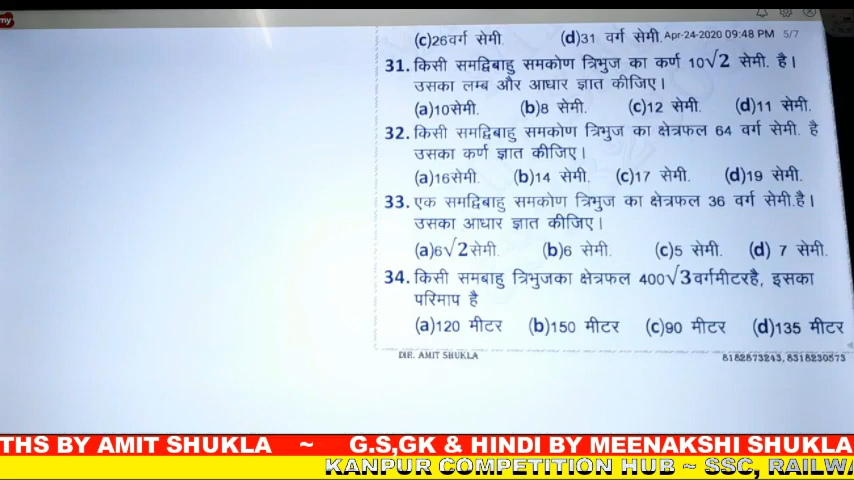 my
(c)26वर्ग सेमी. (d)31 वर्ग सेमी. Apr-24-2020 09:48 PM 5/7
31. किसी समद्विबाहु समकोण त्रिभुज का कर्ण 10√2 सेमी. है।
उसका लम्ब और आधार ज्ञात कीजिए।
(a)10सेमी. (b)8 सेमी. (c)12 सेमी. (d)11 सेमी.
32. किसी समद्विबाहु समकोण त्रिभुज का क्षेत्रफल 64 वर्ग सेमी. है
उसका कर्ण ज्ञात कीजिए।
(a)16सेमी. (b)14 सेमी. (c)17 सेमी. (d)19 सेमी.
33. एक समद्विबाहु समकोण त्रिभुज का क्षेत्रफल 36 वर्ग सेमी.है।
उसका आधार ज्ञात कीजिए।
(a)6√2सेमी. (b)6 सेमी. (c)5 सेमी. (d) 7 सेमी.
34. किसी समबाहु त्रिभुजका क्षेत्रफल 400√3वर्गमीटरहै, इसका
परिमाप है
(a)120 मीटर (b)150 मीटर (c)90 मीटर (d)135 मीटर
DIR. AMIT SHUKLA 8182873243, 8318230573
THS BY AMIT SHUKLA ~ G.S,GK & HINDI BY MEENAKSHI SHUKLA
KANPUR COMPETITION HUB ~ SSC, RAILWA